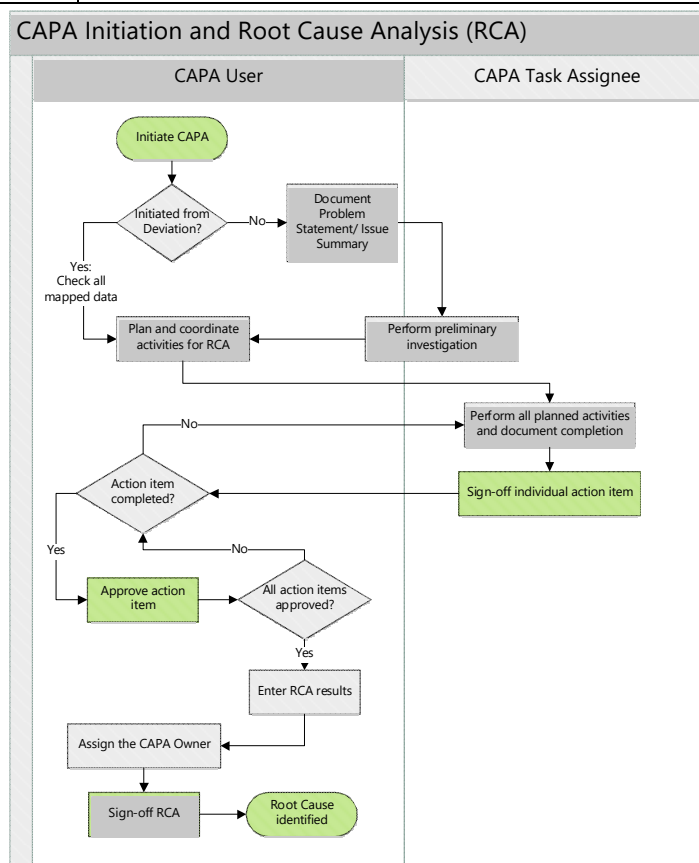 CAPA Initiation and Root Cause Analysis (RCA)
CAPA User
CAPA Task Assignee
Initiate CAPA
Initiated from
Deviation?
No
Document
Problem
Statement/ Issue
Summary
Yes:
Check all
mapped data
Plan and coordinate
activities for RCA
Perform preliminary
investigation
No
Perform all planned activities
and document completion
Action item
completed?
Sign-off individual action item
Yes
No
Approve action
item
All action items
approved?
Yes
Enter RCA results
Assign the CAPA Owner
Sign-off RCA
Root Cause
identified